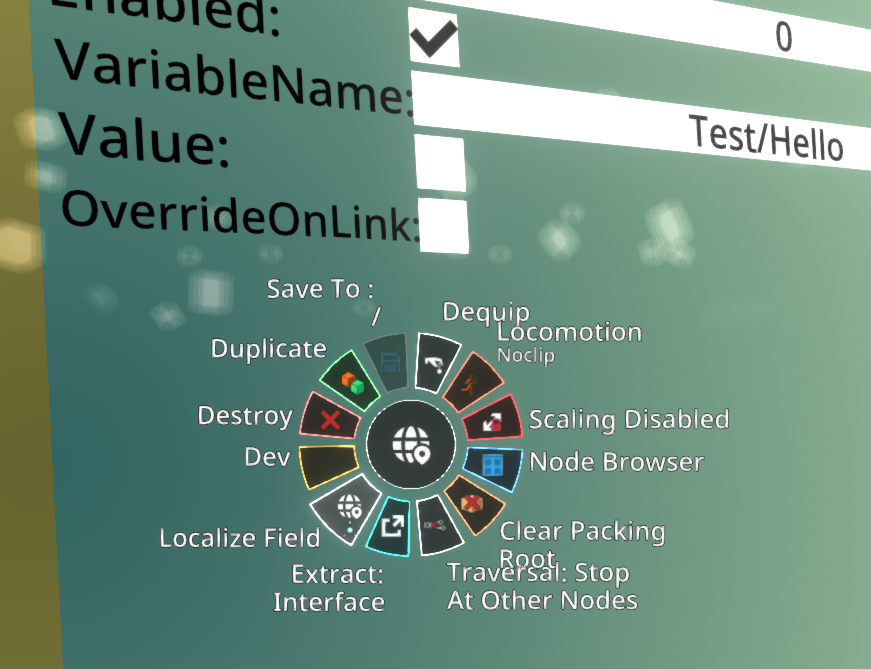 Enabled:
0
VariableName:
Test/Hello
Value:
OverrideOnLink:
Save To :
/
Dequip
Locomotion
Noclip
Duplicate
Destroy
Scaling Disabled
Dev
Node Browser
Localize Field
Clear Packing
Root
Extract:
Interface
Traversal: Stop
At Other Nodes